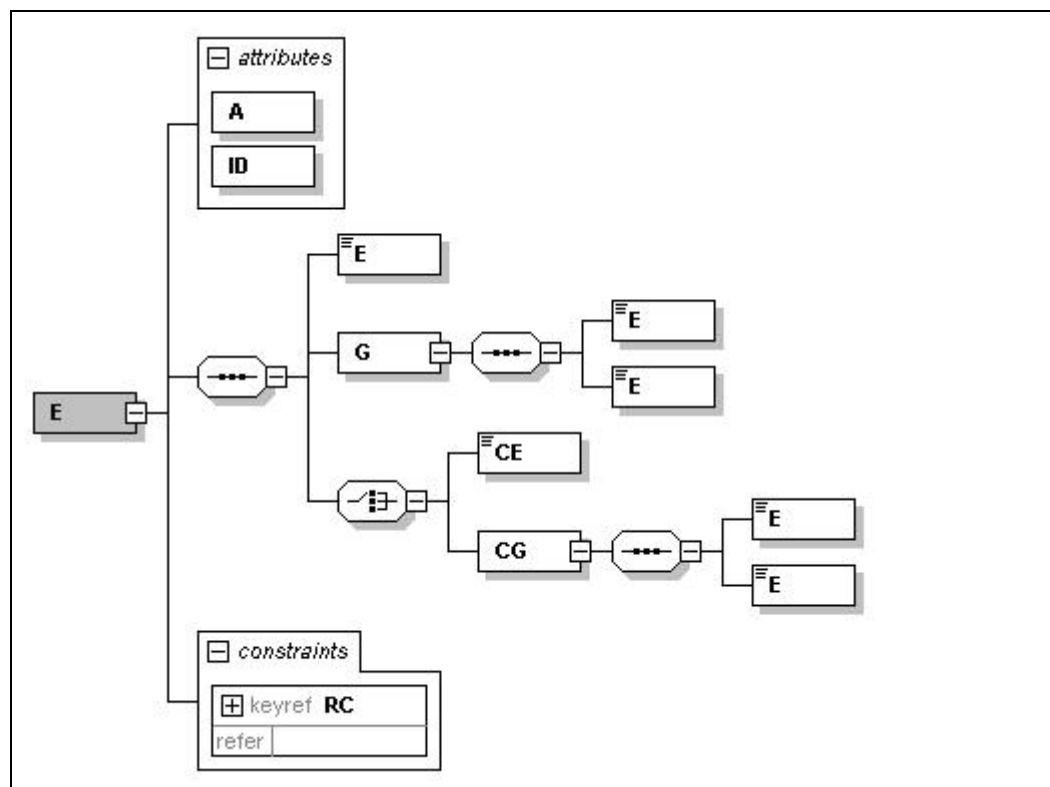 attributes
A
ID
E
G
E
E
E
CE
CG
E
E
constraints
keyref RC
refer